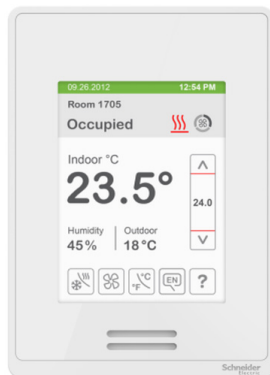 09.26.2012 12:54 PM
Room 1705
Occupied
Indoor °C
23.5°
24.0
Humidity Outdoor
45% 18°C
°C
°F
EN
?
Schneider
Electric